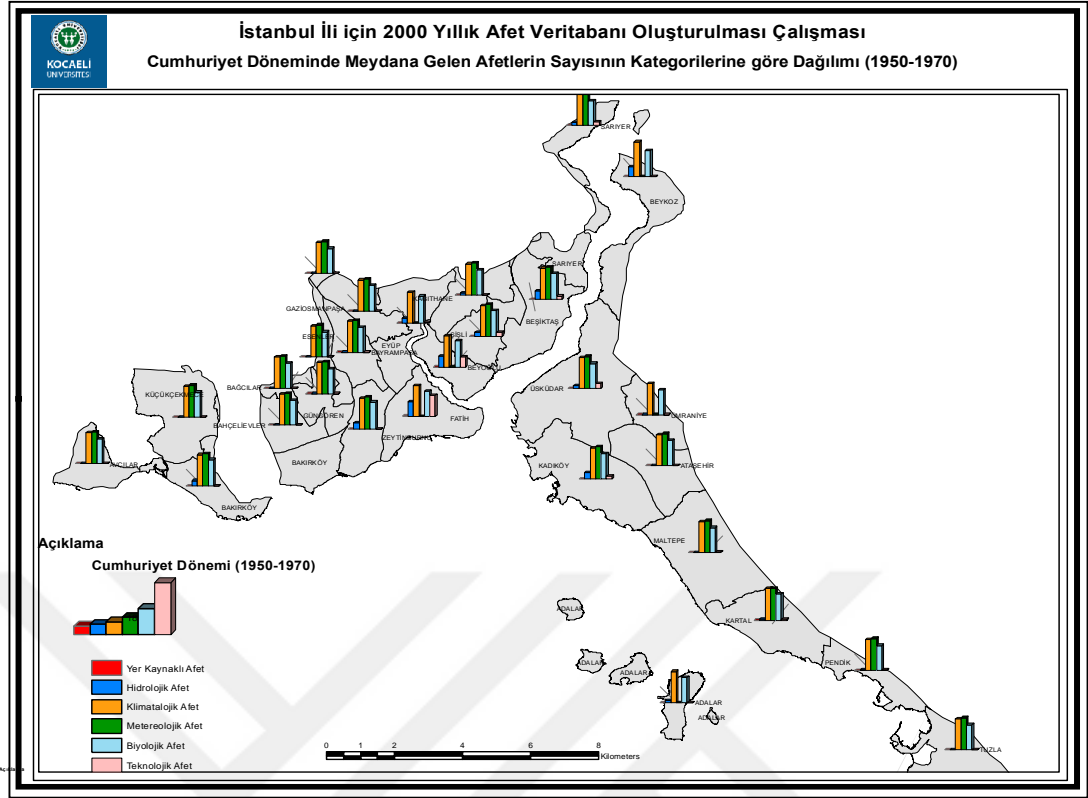 İstanbul İli için 2000 Yıllık Afet Veritabanı Oluşturulması Çalışması
Cumhuriyet Döneminde Meydana Gelen Afetlerin Sayısının Kategorilerine göre Dağılımı (1950-1970)
KOCAELİ
ÜNİVERSİTESİ
SARIYER
BEYKOZ
SARIYER
KAĞITHANE
GAZİOSMANPAŞA
BEŞİKTAŞ
ŞİŞLİ
ESENLER
EYÜP
BAYRAMPAŞA
BEYOĞLU
BAĞCILAR
ÜSKÜDAR
KÜÇÜKÇEKMECE
GÜNGÖREN
FATİH
ÜMRANİYE
BAHÇELİEVLER
ZEYTİNBURNU
BAKIRKÖY
KADIKÖY
ATAŞEHİR
AVCILAR
BAKIRKÖY
MALTEPE
Açıklama
Cumhuriyet Dönemi (1950-1970)
ADALAR
KARTAL
PENDİK
Yer Kaynaklı Afet
Hidrolojik Afet
Klimatalojik Afet
Metereolojik Afet
Biyolojik Afet
Teknolojik Afet
ADALAR
ADALAR
ADALAR
ADALAR
TUZLA
0 1 2 4 6 8
Kilometers